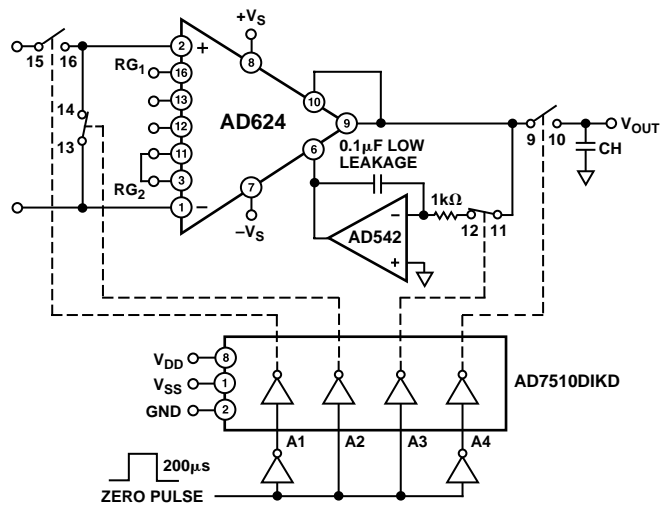 +VS
15 16
2
+
8
RG1
16
13
12
11
3
RG2
1
−
14
13
AD624
10
9
6
7
−VS
0.1µF LOW
LEAKAGE
1kΩ
−
AD542
+
12 11
9 10
VOUT
CH
VDD
8
VSS
1
GND
2
AD7510DIKD
A1 A2 A3 A4
200µs
ZERO PULSE